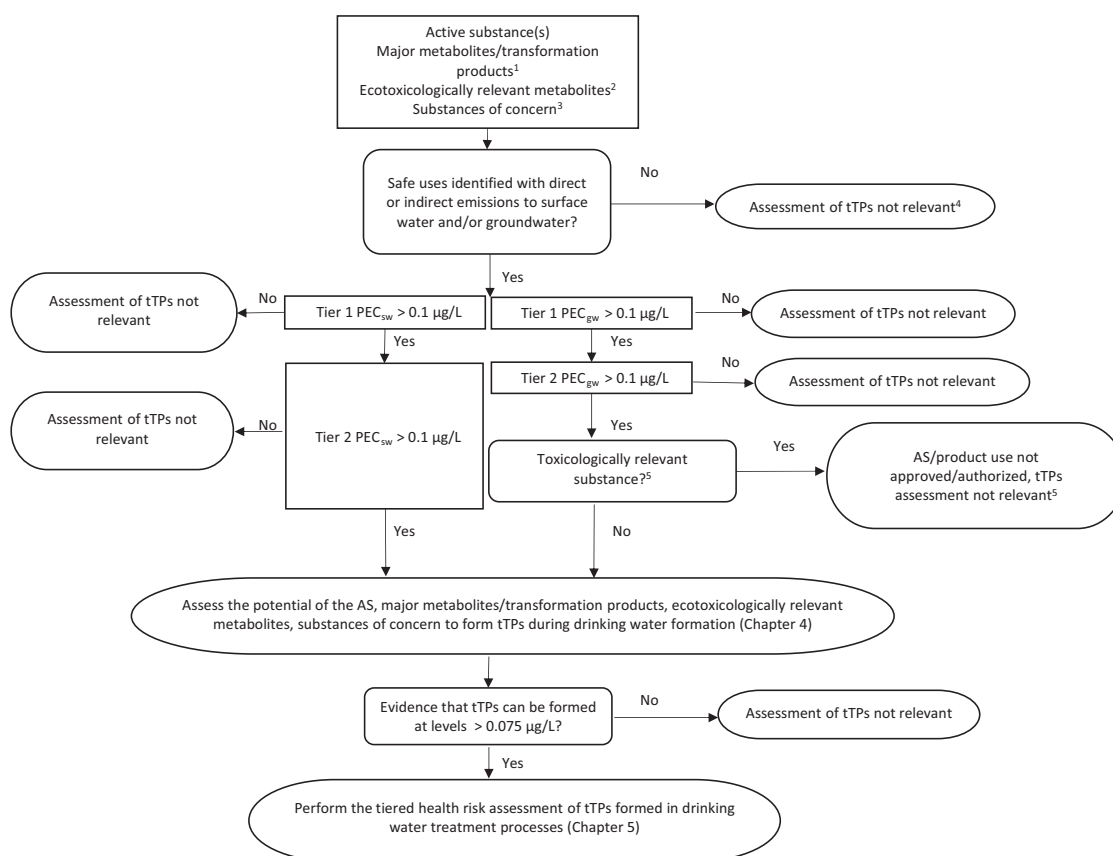 Active substance(s)
Major metabolites/transformation
products¹
Ecotoxicologically relevant metabolites²
Substances of concern³
Safe uses identified with direct
or indirect emissions to surface
water and/or groundwater?
No
Assessment of tTPs not relevant⁴
Yes
Assessment of tTPs not
relevant
No
Tier 1 PECsw > 0.1 µg/L
Tier 1 PECgw > 0.1 µg/L
No
Assessment of tTPs not relevant
Yes
Yes
Tier 2 PECgw > 0.1 µg/L
No
Assessment of tTPs not relevant
Assessment of tTPs not
relevant
No
Tier 2 PECsw > 0.1 µg/L
Yes
Toxicologically relevant
substance?⁵
Yes
AS/product use not
approved/authorized, tTPs
assessment not relevant⁵
Yes
No
Assess the potential of the AS, major metabolites/transformation products, ecotoxicologically relevant
metabolites, substances of concern to form tTPs during drinking water formation (Chapter 4)
Evidence that tTPs can be formed
at levels > 0.075 µg/L?
No
Assessment of tTPs not relevant
Yes
Perform the tiered health risk assessment of tTPs formed in drinking
water treatment processes (Chapter 5)